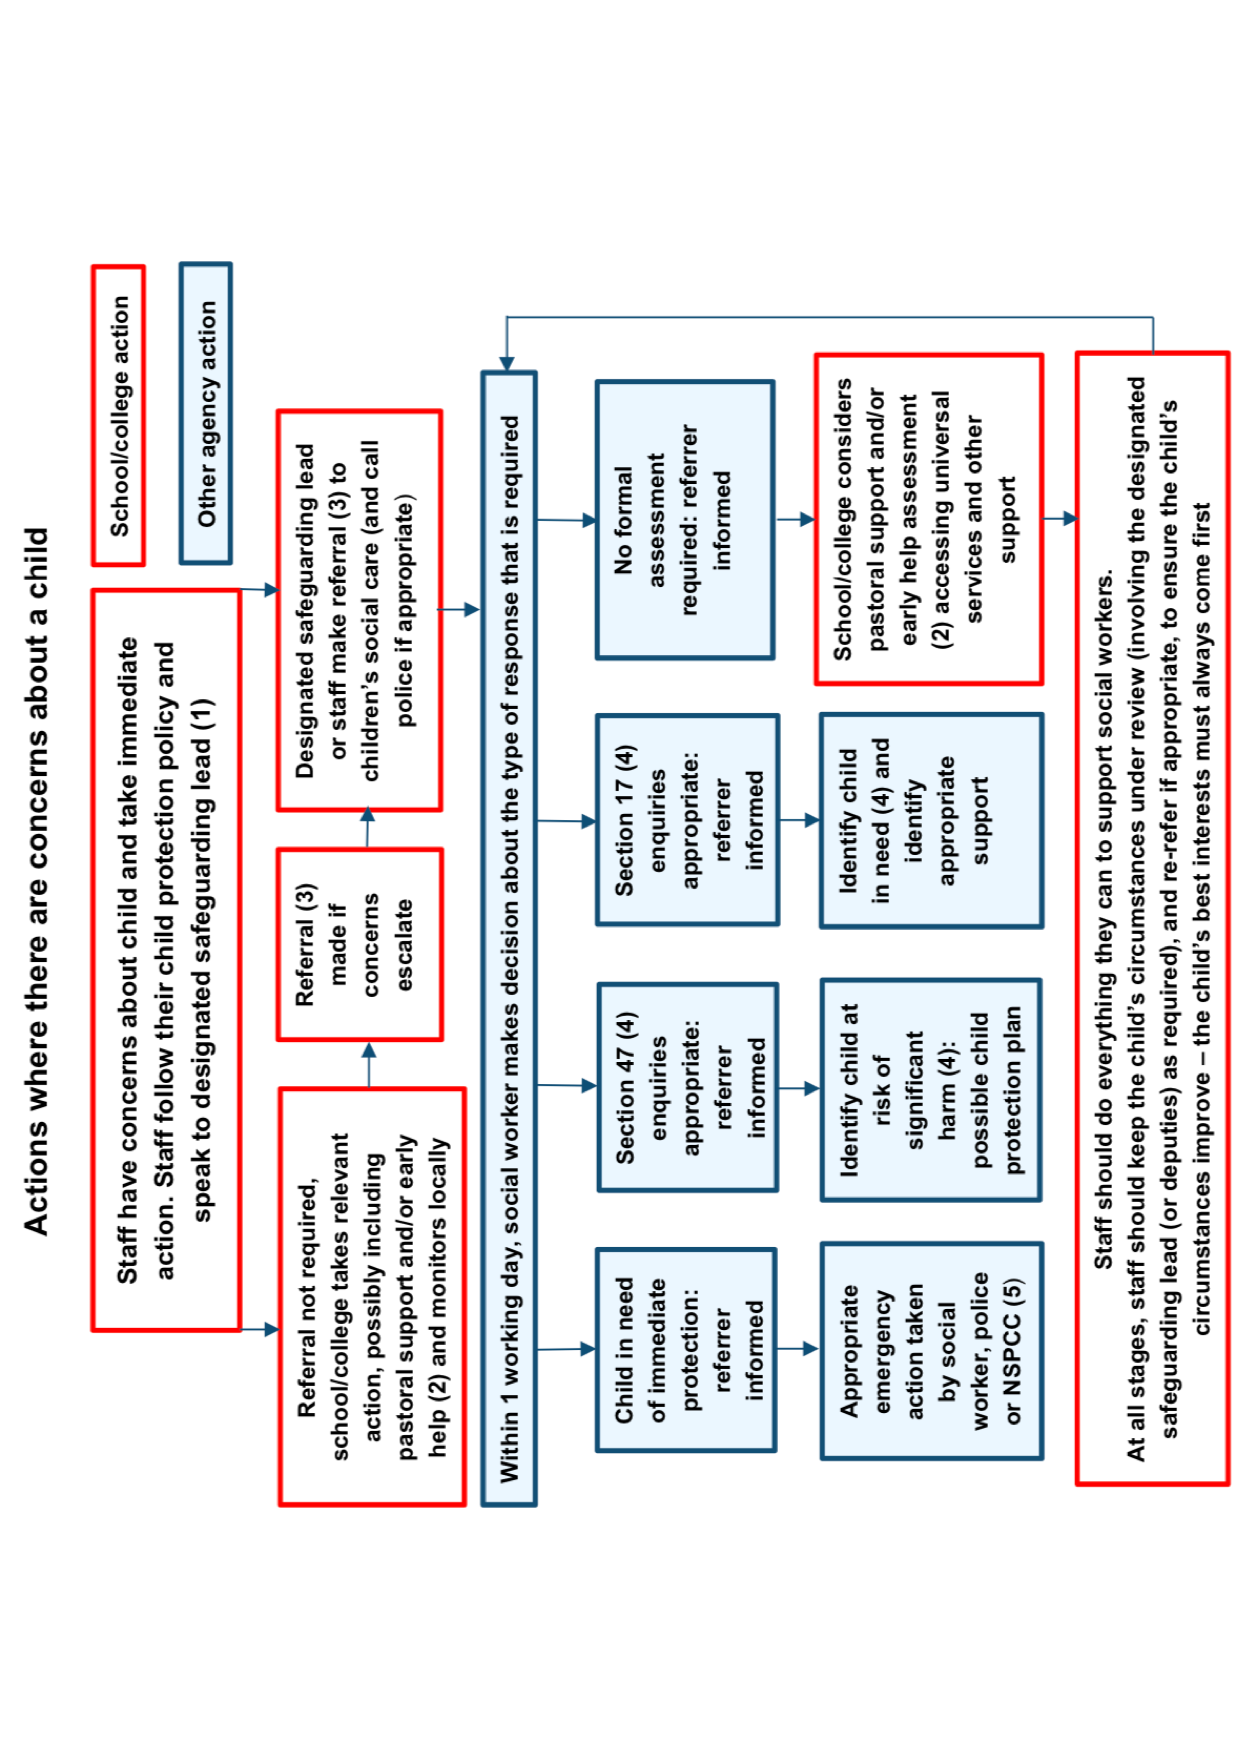 Actions where there are concerns about a child
Staff have concerns about child and take immediate
action. Staff follow their child protection policy and
speak to designated safeguarding lead (1)
School/college action
Other agency action
Referral not required,
school/college takes relevant
action, possibly including
pastoral support and/or early
help (2) and monitors locally
Referral (3)
made if
concerns
escalate
Designated safeguarding lead
or staff make referral (3) to
children’s social care (and call
police if appropriate)
Within 1 working day, social worker makes decision about the type of response that is required
Child in need
of immediate
protection:
referrer
informed
Section 47 (4)
enquiries
appropriate:
referrer
informed
Section 17 (4)
enquiries
appropriate:
referrer
informed
No formal
assessment
required: referrer
informed
Appropriate
emergency
action taken
by social
worker, police
or NSPCC (5)
Identify child at
risk of
significant
harm (4):
possible child
protection plan
Identify child
in need (4) and
identify
appropriate
support
School/college considers
pastoral support and/or
early help assessment
(2) accessing universal
services and other
support
Staff should do everything they can to support social workers.
At all stages, staff should keep the child’s circumstances under review (involving the designated
safeguarding lead (or deputies) as required), and re-refer if appropriate, to ensure the child’s
circumstances improve – the child’s best interests must always come first